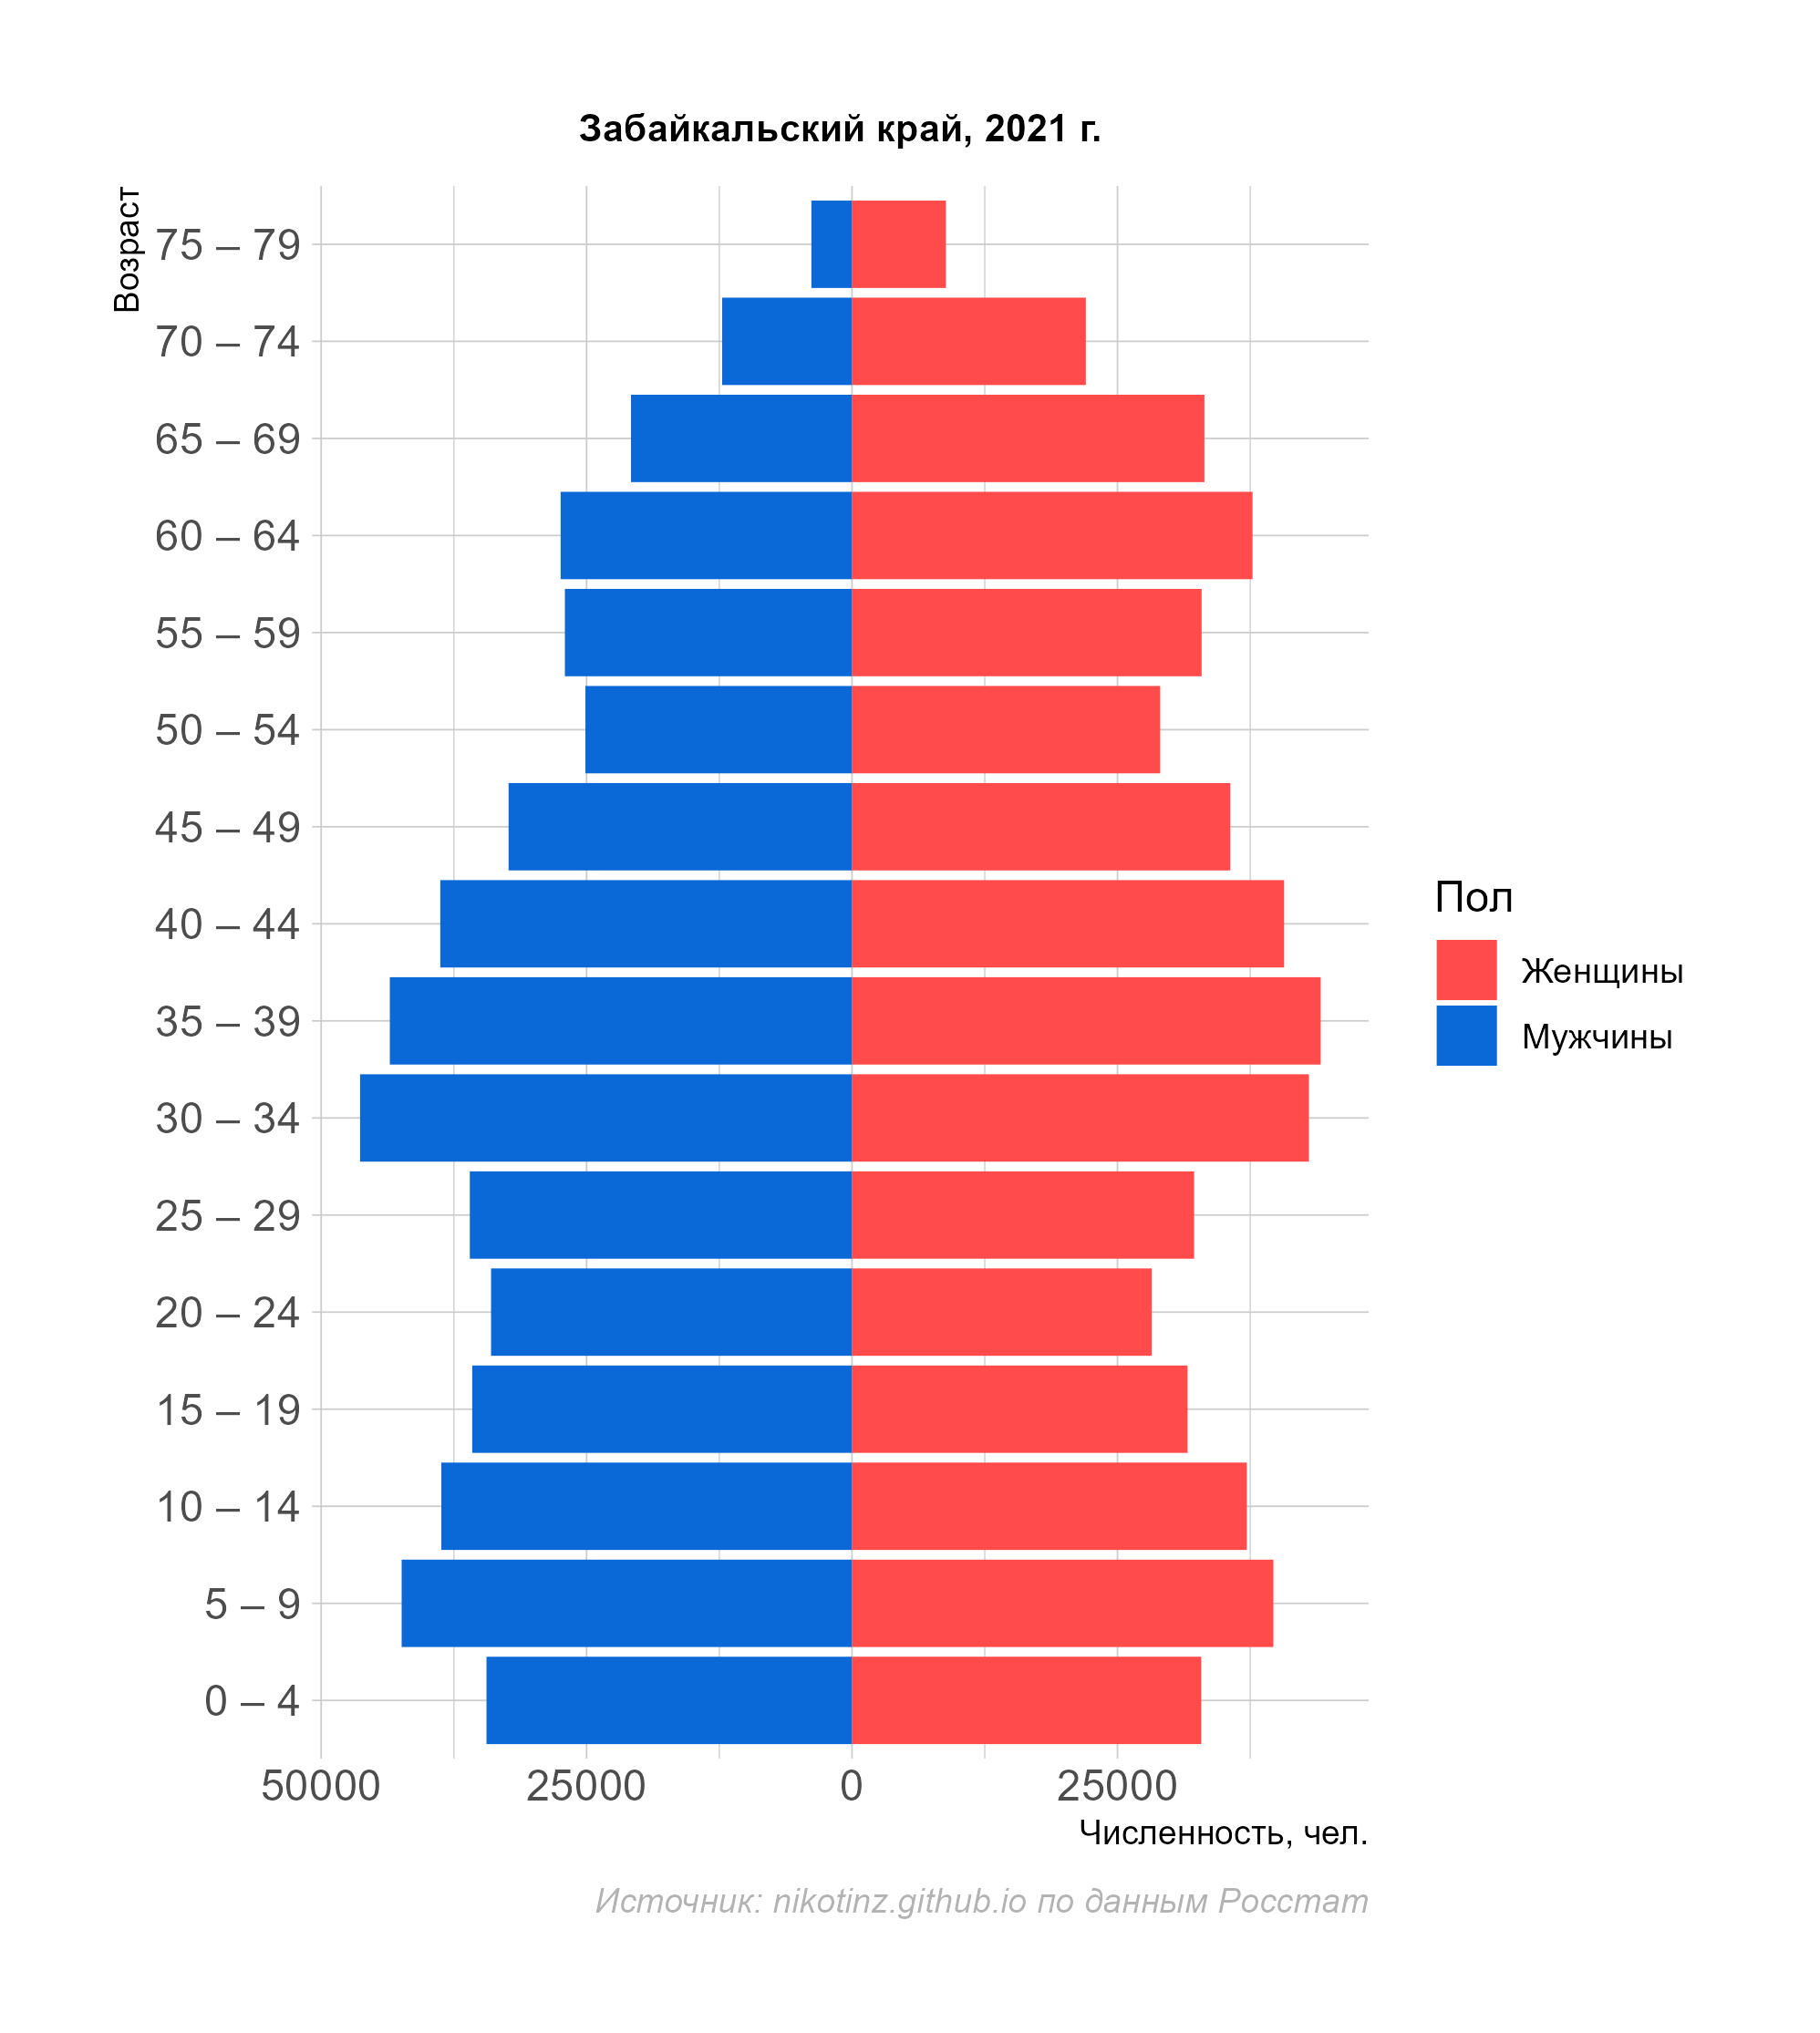 Забайкальский край, 2021 г.
Возраст
75 – 79
70 – 74
65 – 69
60 – 64
55 – 59
50 – 54
45 – 49
40 – 44
35 – 39
30 – 34
25 – 29
20 – 24
15 – 19
10 – 14
5 – 9
0 – 4
50000 25000 0 25000
Численность, чел.
Пол
Женщины
Мужчины
Источник: nikotinz.github.io по данным Росстат